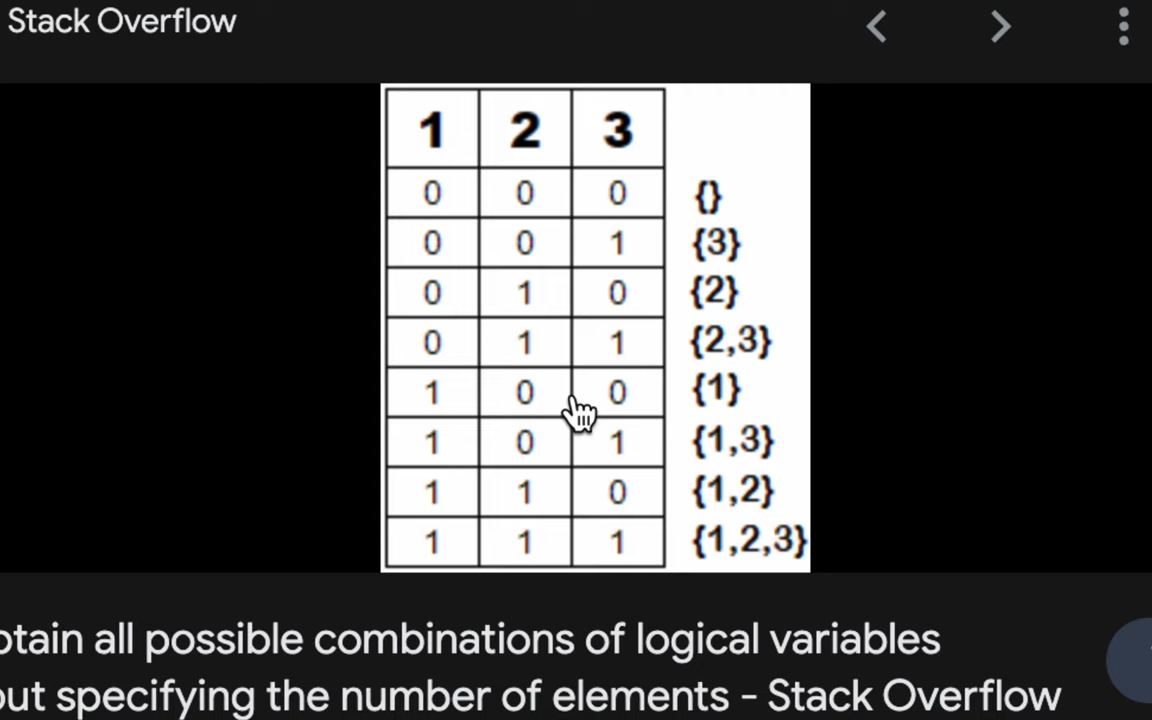 Stack Overflow
1 2 3
0 0 0 {}
0 0 1 {3}
0 1 0 {2}
0 1 1 {2,3}
1 0 0 {1}
1 0 1 {1,3}
1 1 0 {1,2}
1 1 1 {1,2,3}
all possible combinations of logical variables
specifying the number of elements - Stack Overflow